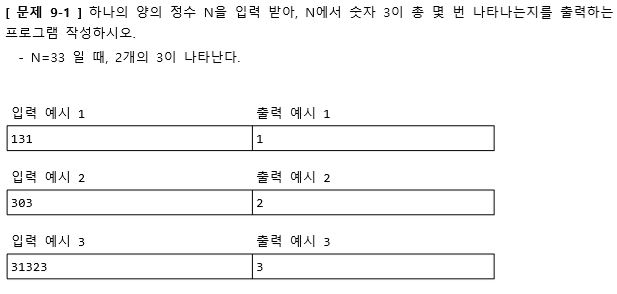 [ 문제 9-1 ] 하나의 양의 정수 N을 입력 받아, N에서 숫자 3이 총 몇 번 나타나는지를 출력하는
프로그램 작성하시오.
- N=33 일 때, 2개의 3이 나타난다.
입력 예시 1 출력 예시 1
131 1
입력 예시 2 출력 예시 2
303 2
입력 예시 3 출력 예시 3
31323 3